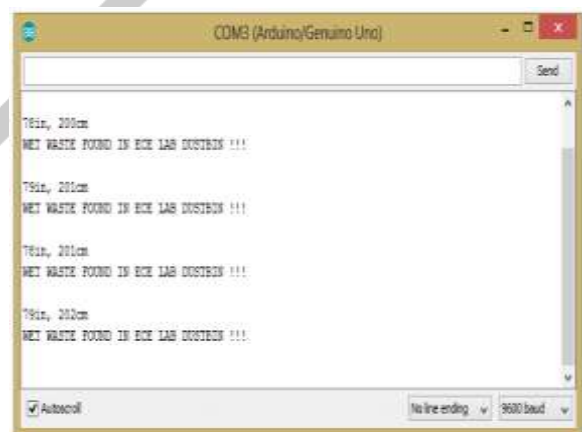 COM3 (Arduino/Genuino Uno)
Send
78in, 200cm
WET WASTE FOUND IN ECE LAB DUSTBIN !!!
79in, 201cm
WET WASTE FOUND IN ECE LAB DUSTBIN !!!
78in, 201cm
WET WASTE FOUND IN ECE LAB DUSTBIN !!!
79in, 202cm
WET WASTE FOUND IN ECE LAB DUSTBIN !!!
Autoscroll
No line ending
9600 baud